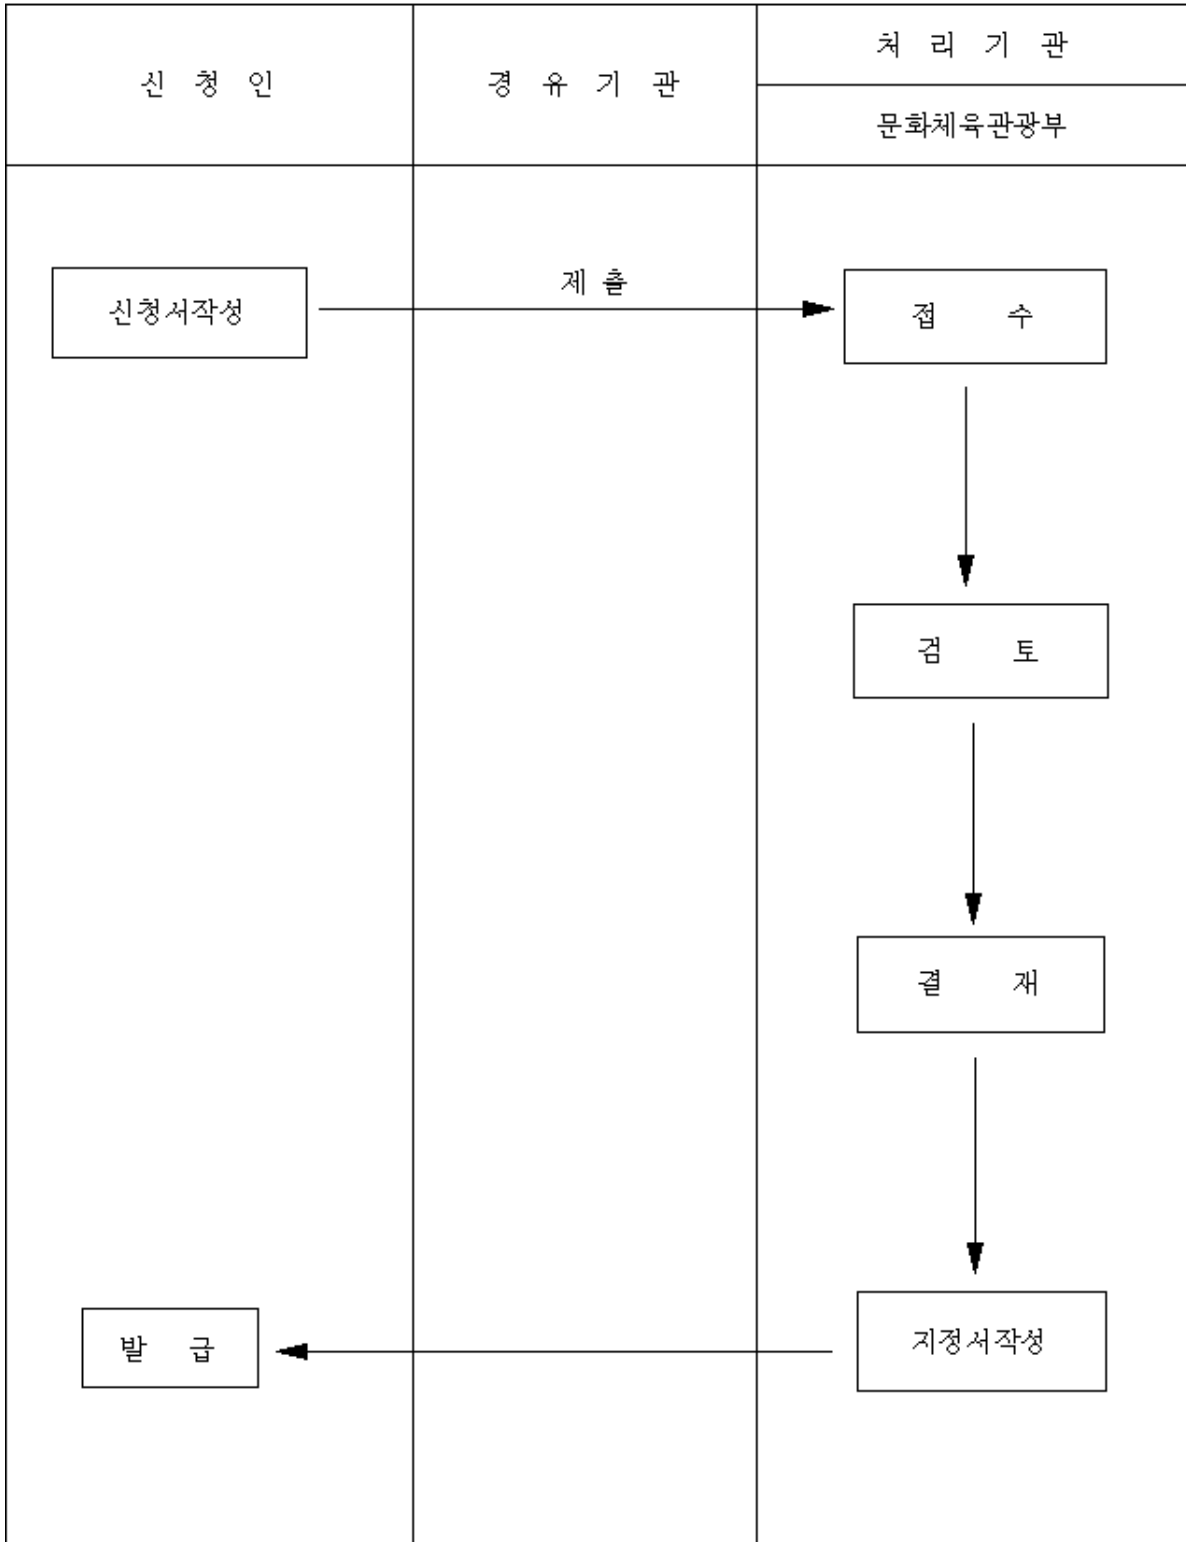 신 청 인
경 유 기 관
처 리 기 관
문화체육관광부
신청서작성
제 출
접 수
검 토
결 재
지정서작성
발 급